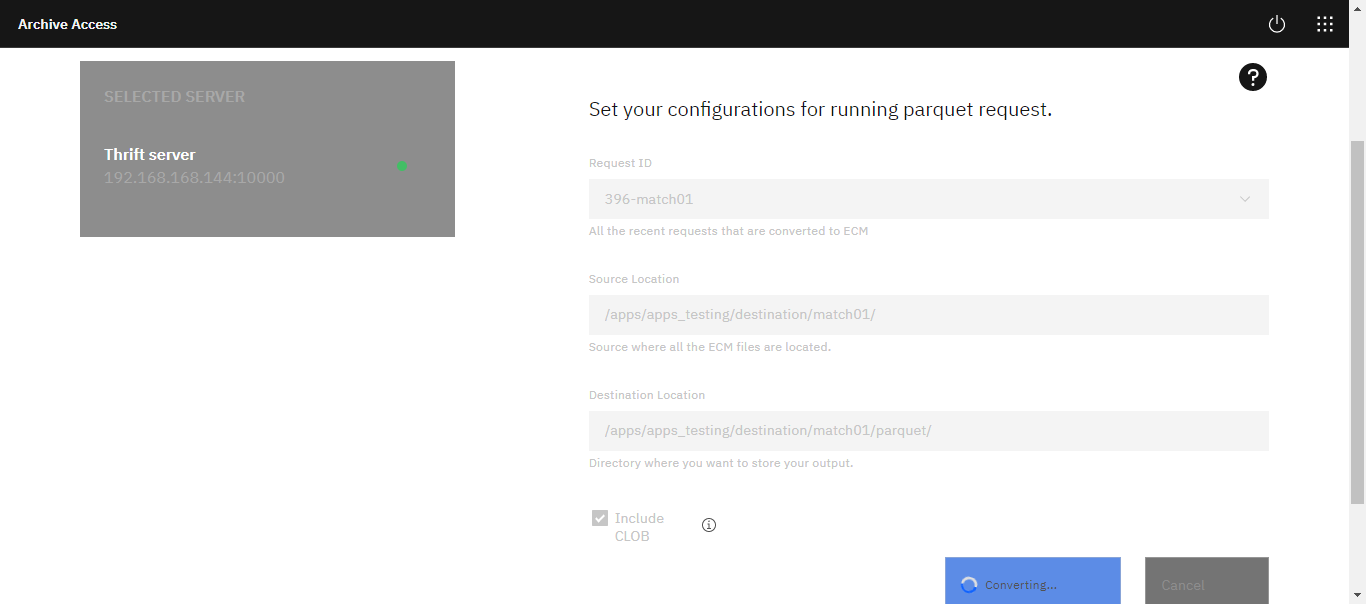 Archive Access
SELECTED SERVER
Thrift server
192.168.168.144:10000
?
Set your configurations for running parquet request.
Request ID
396-match01
All the recent requests that are converted to ECM
Source Location
/apps/apps_testing/destination/match01/
Source where all the ECM files are located.
Destination Location
/apps/apps_testing/destination/match01/parquet/
Directory where you want to store your output.
Include
CLOB
Converting...
Cancel